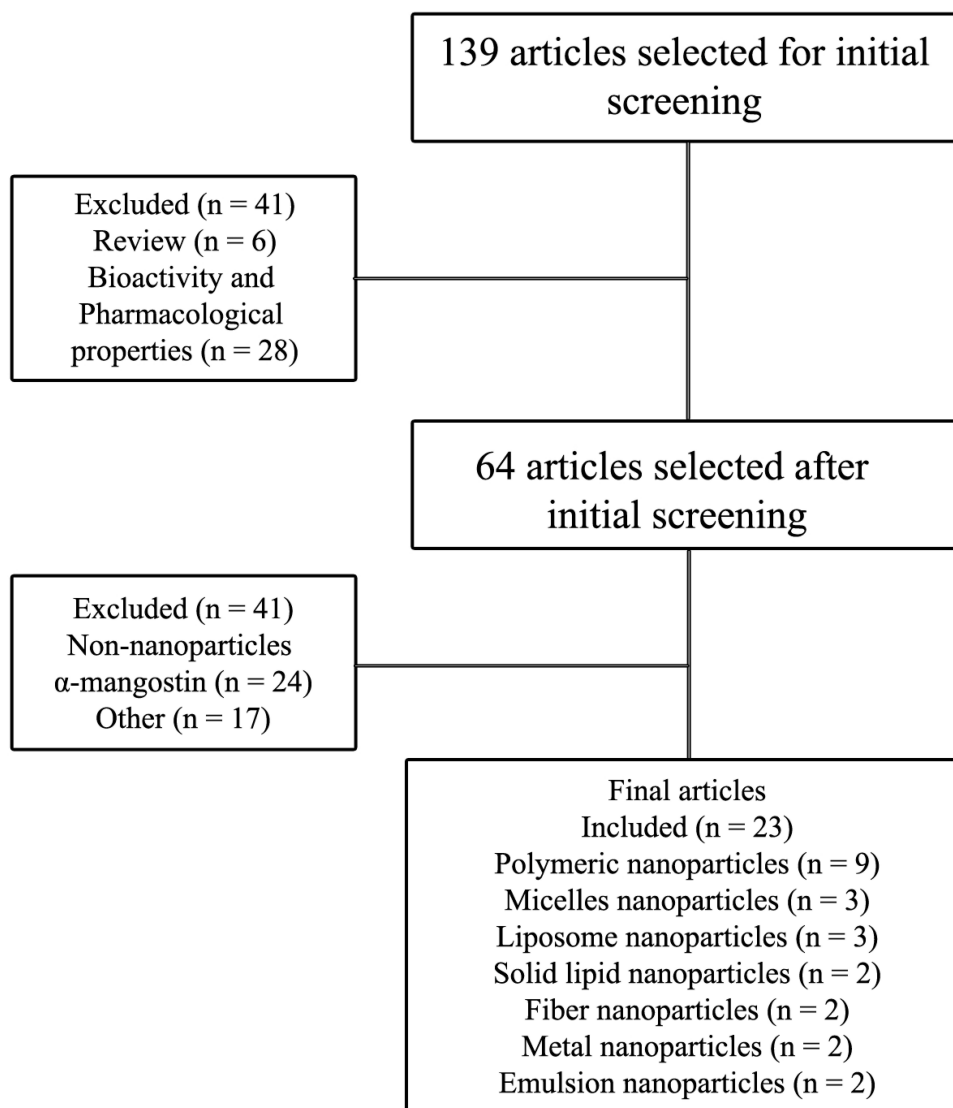 139 articles selected for initial
screening
Excluded (n = 41)
Review (n = 6)
Bioactivity and
Pharmacological
properties (n = 28)
64 articles selected after
initial screening
Excluded (n = 41)
Non-nanoparticles
α-mangostin (n = 24)
Other (n = 17)
Final articles
Included (n = 23)
Polymeric nanoparticles (n = 9)
Micelles nanoparticles (n = 3)
Liposome nanoparticles (n = 3)
Solid lipid nanoparticles (n = 2)
Fiber nanoparticles (n = 2)
Metal nanoparticles (n = 2)
Emulsion nanoparticles (n = 2)